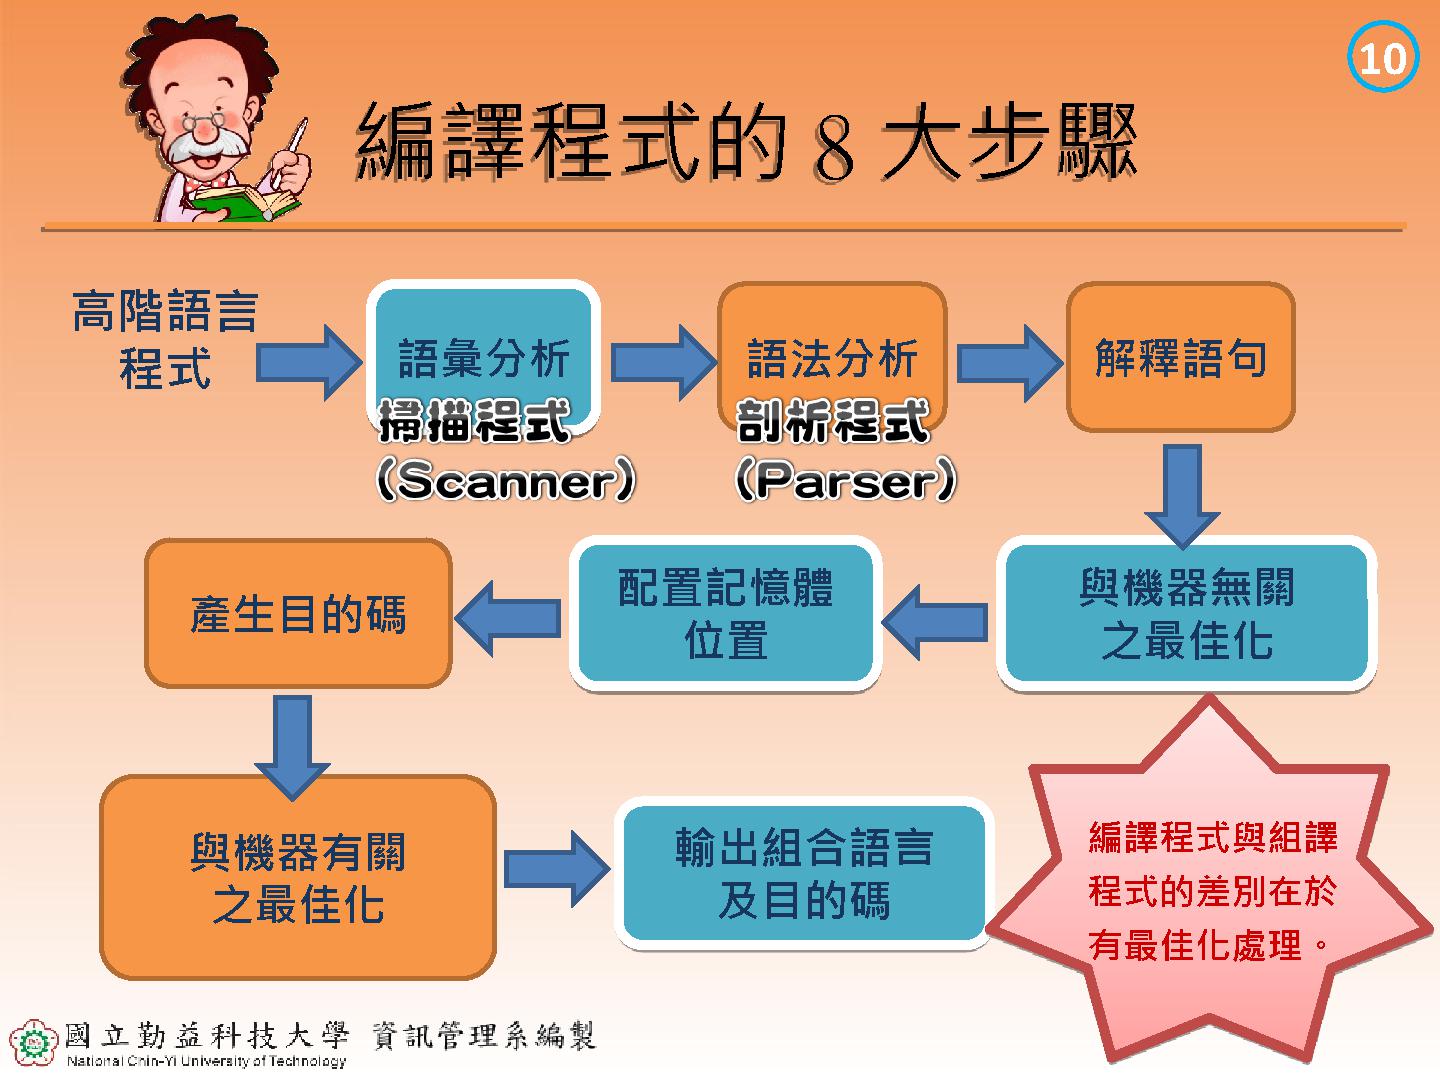 10
編譯程式的 8 大步驟
高階語言
程式
語彙分析
掃描程式
(Scanner)
語法分析
剖析程式
(Parser)
解釋語句
與機器無關
之最佳化
配置記憶體
位置
產生目的碼
與機器有關
之最佳化
輸出組合語言
及目的碼
編譯程式與組譯
程式的差別在於
有最佳化處理。
國立勤益科技大學 資訊管理系編製
National Chin-Yi University of Technology